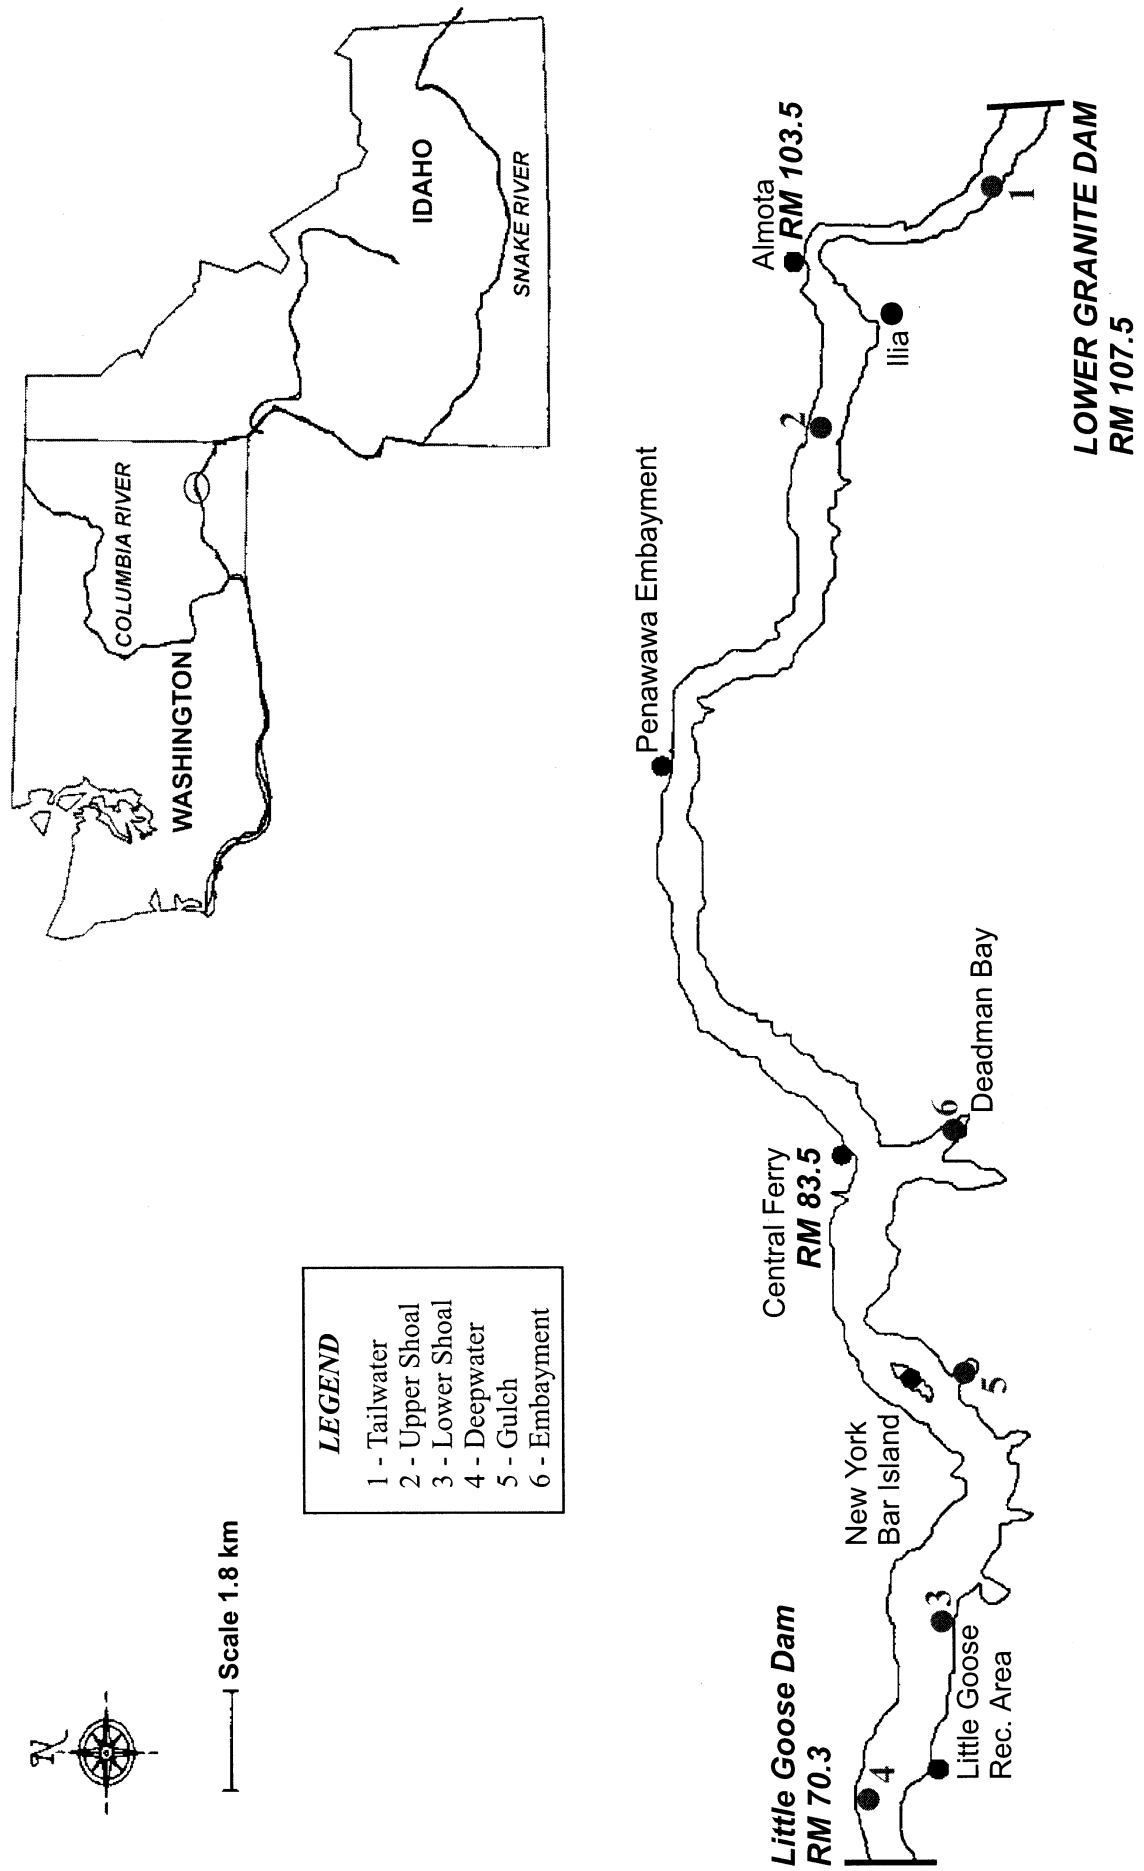 N
Scale 1.8 km
WASHINGTON
COLUMBIA RIVER
IDAHO
SNAKE RIVER
LEGEND
1 - Tailwater
2 - Upper Shoal
3 - Lower Shoal
4 - Deepwater
5 - Gulch
6 - Embayment
Little Goose Dam
RM 70.3
4
Little Goose
Rec. Area
3
New York
Bar Island
5
Central Ferry
RM 83.5
6
Deadman Bay
Penawawa Embayment
2
Ilia
Almota
RM 103.5
1
LOWER GRANITE DAM
RM 107.5